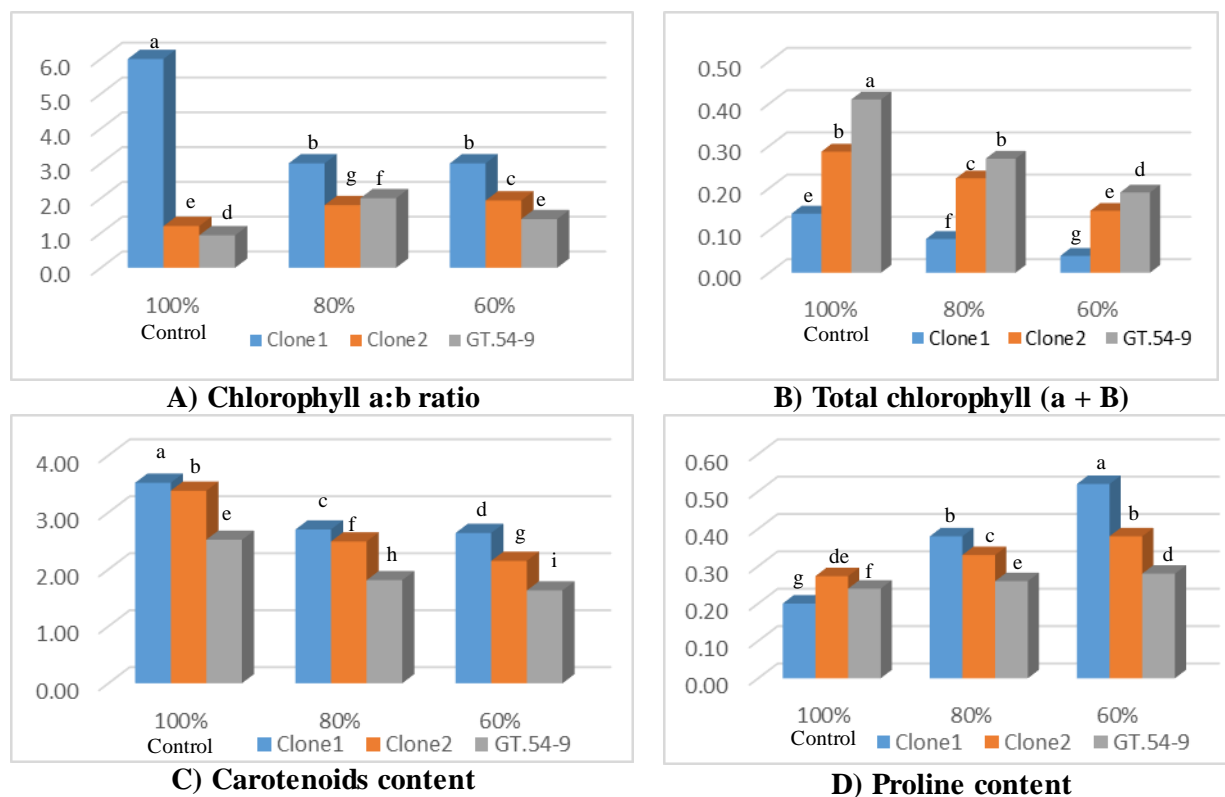 a
6.0
5.0
4.0
3.0
2.0
1.0
0.0
e
d
b
g
f
b
c
e
100%
80%
60%
Control
Clone1
Clone2
GT.54-9
A) Chlorophyll a:b ratio
0.50
0.40
0.30
0.20
0.10
0.00
e
b
a
f
c
b
g
e
d
100%
80%
60%
Control
Clone1
Clone2
GT.54-9
B) Total chlorophyll (a + B)
4.00
3.00
2.00
1.00
0.00
a
b
e
c
f
h
d
g
i
100%
80%
60%
Control
Clone1
Clone2
GT.54-9
C) Carotenoids content
0.60
0.50
0.40
0.30
0.20
0.10
0.00
g
de
f
b
c
e
a
b
d
100%
80%
60%
Control
Clone1
Clone2
GT.54-9
D) Proline content